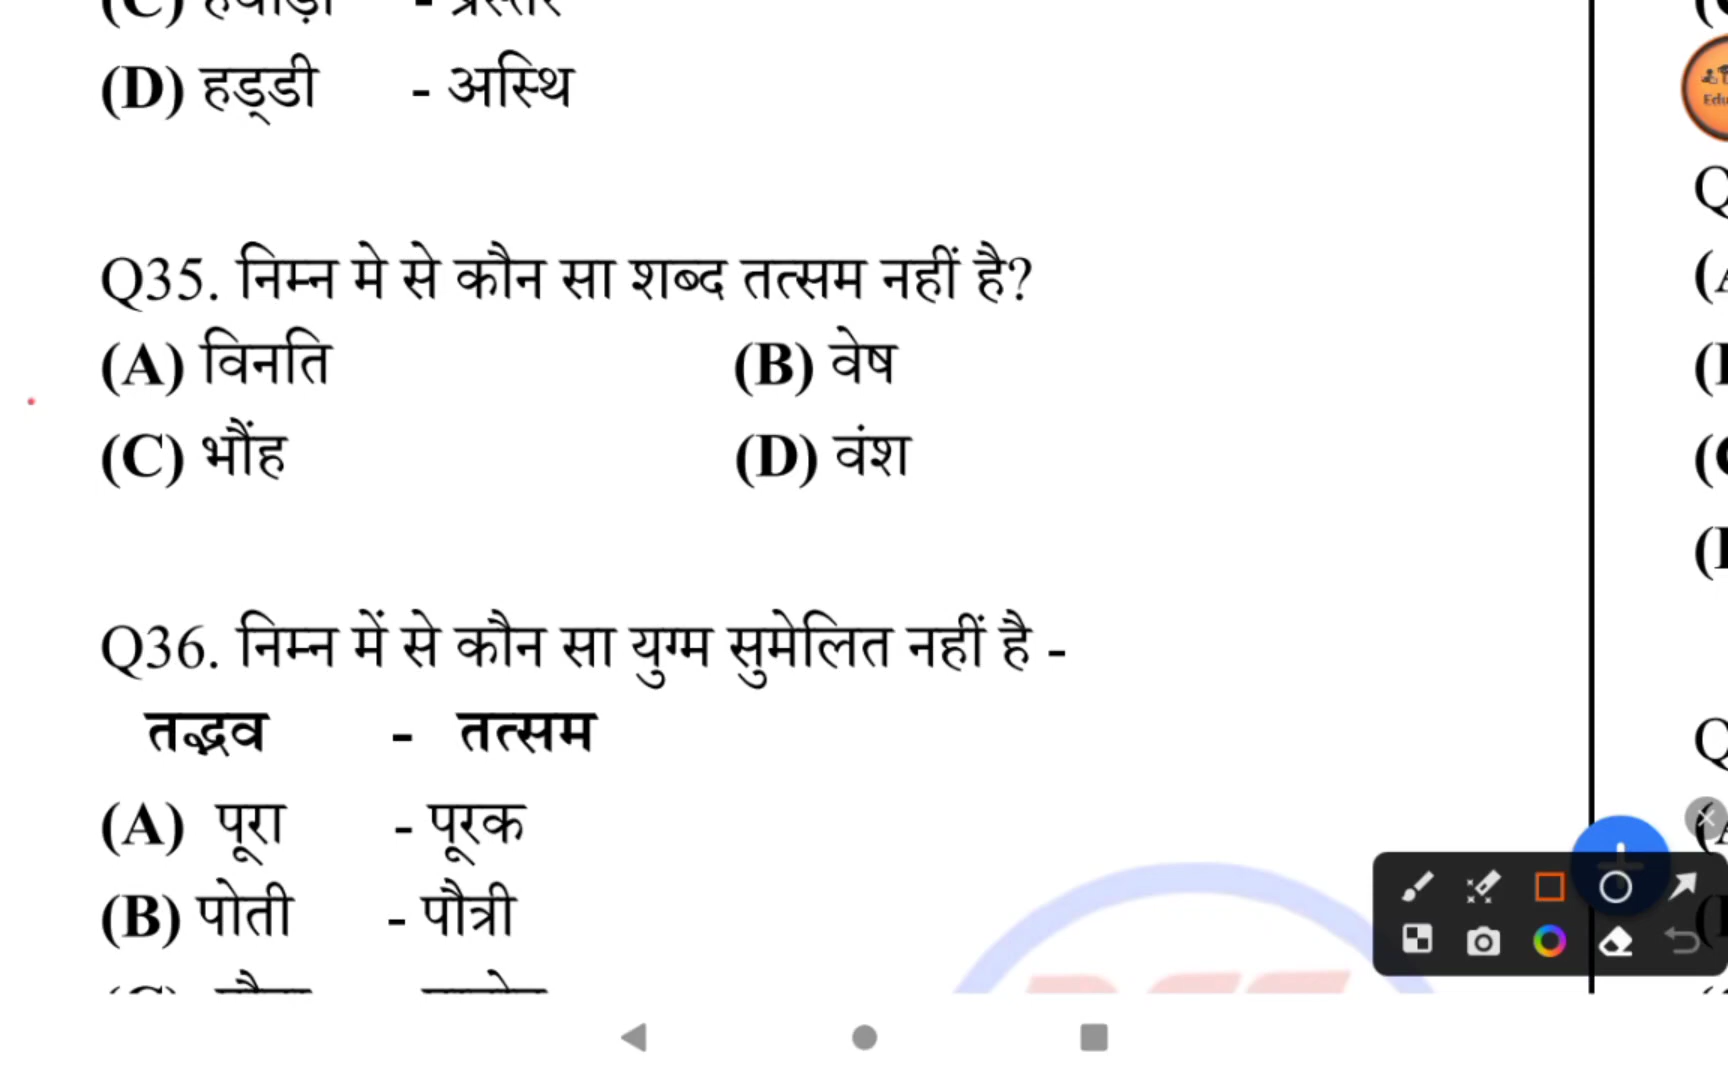 (D) हड्डी - अस्थि
Q35. निम्न मे से कौन सा शब्द तत्सम नहीं है?
(A) विनति (B) वेष
(C) भौंह (D) वंश
Q36. निम्न में से कौन सा युग्म सुमेलित नहीं है -
तद्भव - तत्सम
(A) पूरा - पूरक
(B) पोती - पौत्री